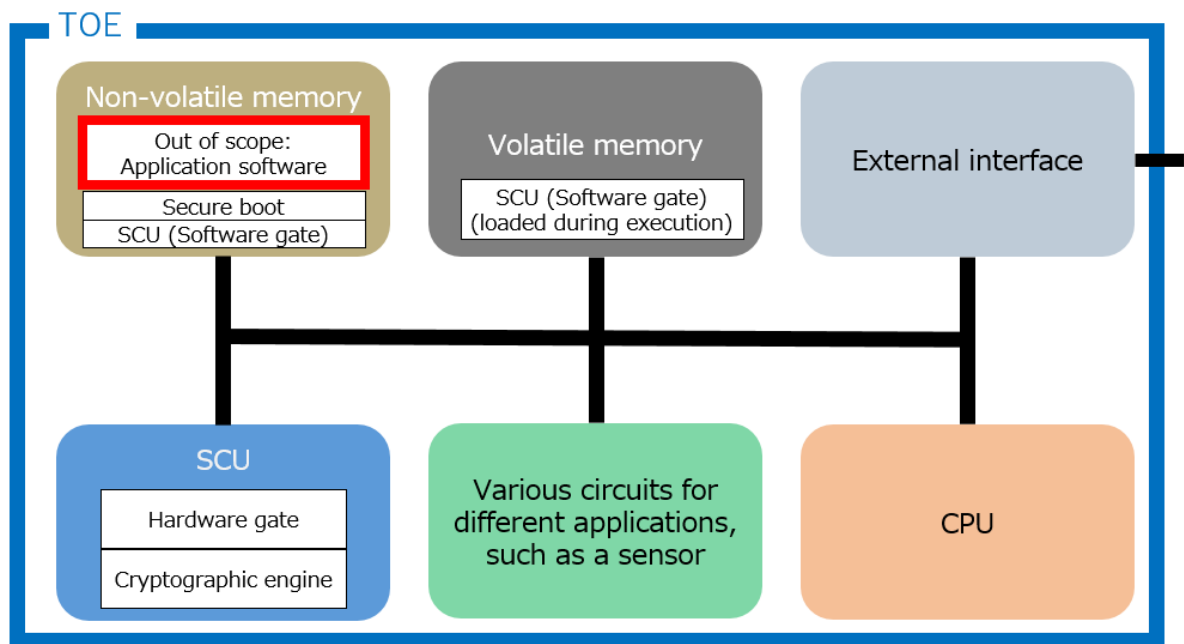 TOE
Non-volatile memory
Out of scope:
Application software
Secure boot
SCU (Software gate)
Volatile memory
SCU (Software gate)
(loaded during execution)
External interface
SCU
Hardware gate
Cryptographic engine
Various circuits for
different applications,
such as a sensor
CPU